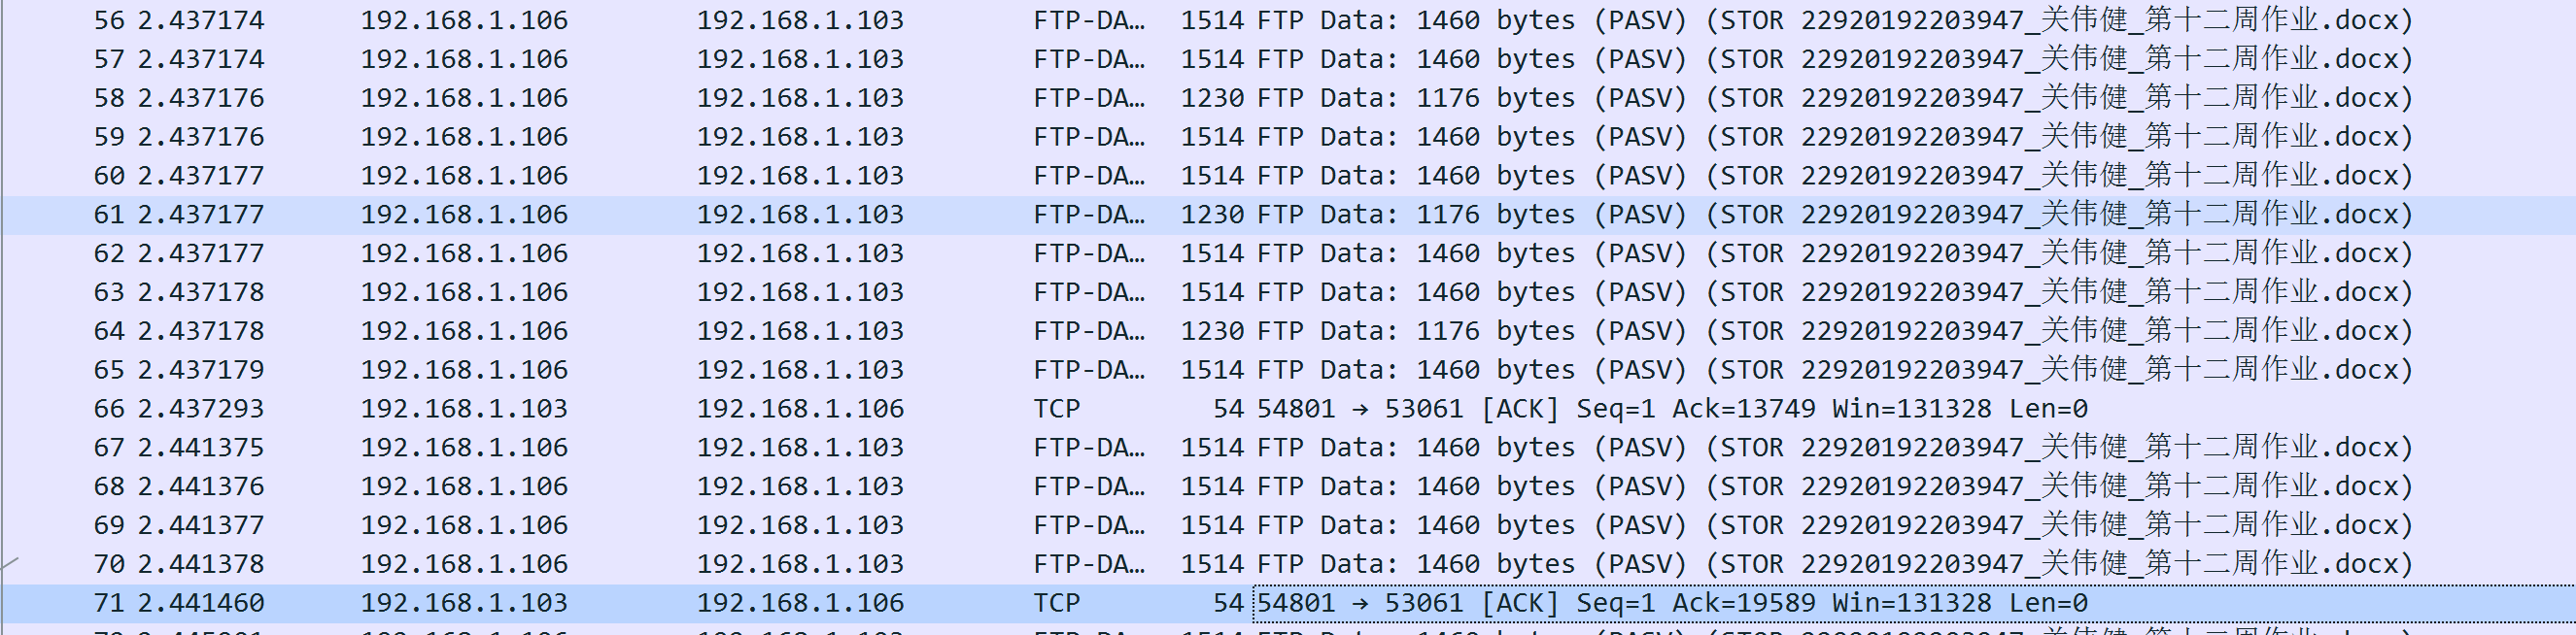 56 2.437174 192.168.1.106 192.168.1.103 FTP-DA… 1514 FTP Data: 1460 bytes (PASV) (STOR 22920192203947_关伟健_第十二周作业.docx)
57 2.437174 192.168.1.106 192.168.1.103 FTP-DA… 1514 FTP Data: 1460 bytes (PASV) (STOR 22920192203947_关伟健_第十二周作业.docx)
58 2.437176 192.168.1.106 192.168.1.103 FTP-DA… 1230 FTP Data: 1176 bytes (PASV) (STOR 22920192203947_关伟健_第十二周作业.docx)
59 2.437176 192.168.1.106 192.168.1.103 FTP-DA… 1514 FTP Data: 1460 bytes (PASV) (STOR 22920192203947_关伟健_第十二周作业.docx)
60 2.437177 192.168.1.106 192.168.1.103 FTP-DA… 1514 FTP Data: 1460 bytes (PASV) (STOR 22920192203947_关伟健_第十二周作业.docx)
61 2.437177 192.168.1.106 192.168.1.103 FTP-DA… 1230 FTP Data: 1176 bytes (PASV) (STOR 22920192203947_关伟健_第十二周作业.docx)
62 2.437177 192.168.1.106 192.168.1.103 FTP-DA… 1514 FTP Data: 1460 bytes (PASV) (STOR 22920192203947_关伟健_第十二周作业.docx)
63 2.437178 192.168.1.106 192.168.1.103 FTP-DA… 1514 FTP Data: 1460 bytes (PASV) (STOR 22920192203947_关伟健_第十二周作业.docx)
64 2.437178 192.168.1.106 192.168.1.103 FTP-DA… 1230 FTP Data: 1176 bytes (PASV) (STOR 22920192203947_关伟健_第十二周作业.docx)
65 2.437179 192.168.1.106 192.168.1.103 FTP-DA… 1514 FTP Data: 1460 bytes (PASV) (STOR 22920192203947_关伟健_第十二周作业.docx)
66 2.437293 192.168.1.103 192.168.1.106 TCP 54 54801 → 53061 [ACK] Seq=1 Ack=13749 Win=131328 Len=0
67 2.441375 192.168.1.106 192.168.1.103 FTP-DA… 1514 FTP Data: 1460 bytes (PASV) (STOR 22920192203947_关伟健_第十二周作业.docx)
68 2.441376 192.168.1.106 192.168.1.103 FTP-DA… 1514 FTP Data: 1460 bytes (PASV) (STOR 22920192203947_关伟健_第十二周作业.docx)
69 2.441377 192.168.1.106 192.168.1.103 FTP-DA… 1514 FTP Data: 1460 bytes (PASV) (STOR 22920192203947_关伟健_第十二周作业.docx)
70 2.441378 192.168.1.106 192.168.1.103 FTP-DA… 1514 FTP Data: 1460 bytes (PASV) (STOR 22920192203947_关伟健_第十二周作业.docx)
71 2.441460 192.168.1.103 192.168.1.106 TCP 54 54801 → 53061 [ACK] Seq=1 Ack=19589 Win=131328 Len=0